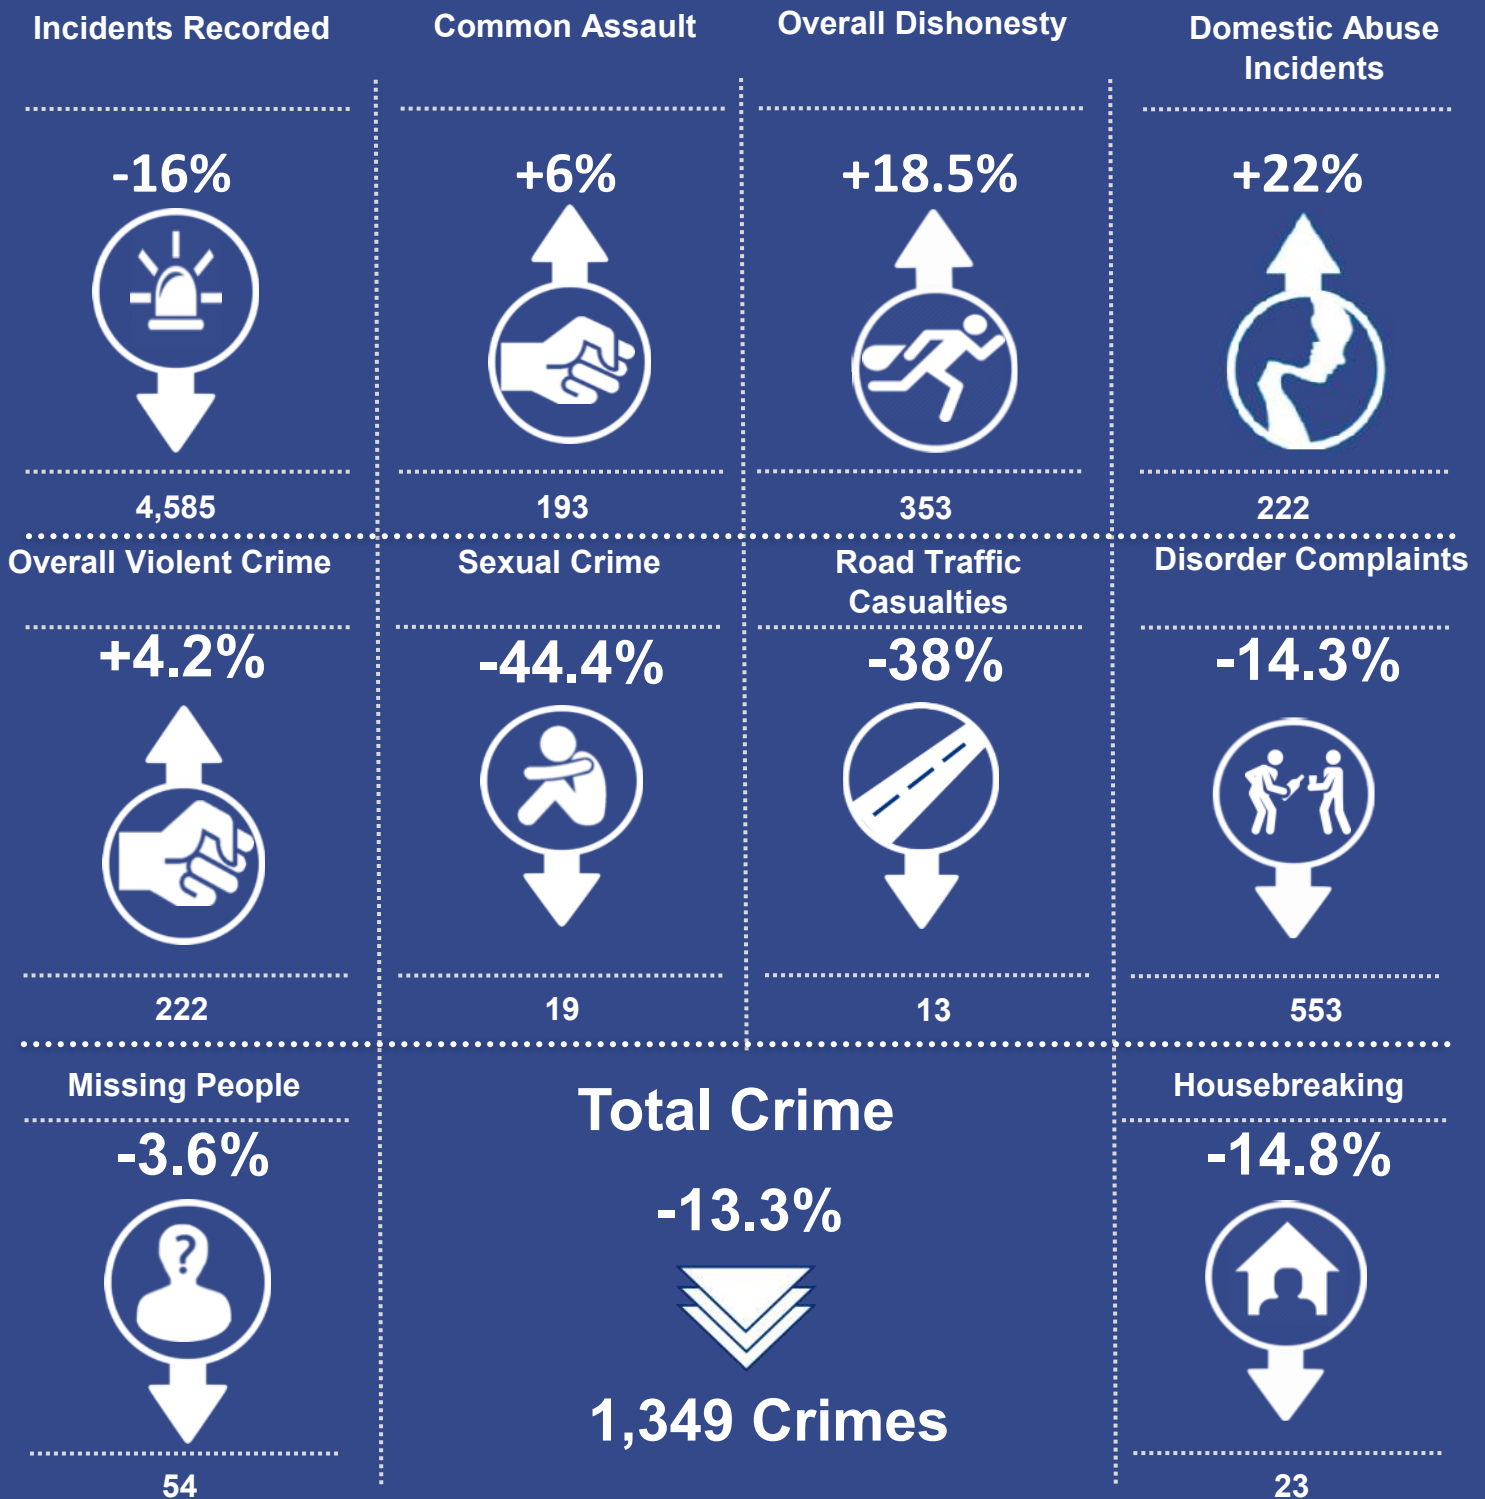 Incidents Recorded
-16%
4,585
Common Assault
+6%
193
Overall Dishonesty
+18.5%
353
Domestic Abuse
Incidents
+22%
222
Overall Violent Crime
+4.2%
222
Sexual Crime
-44.4%
19
Road Traffic
Casualties
-38%
13
Disorder Complaints
-14.3%
553
Missing People
-3.6%
?
54
Total Crime
-13.3%
1,349 Crimes
Housebreaking
-14.8%
23